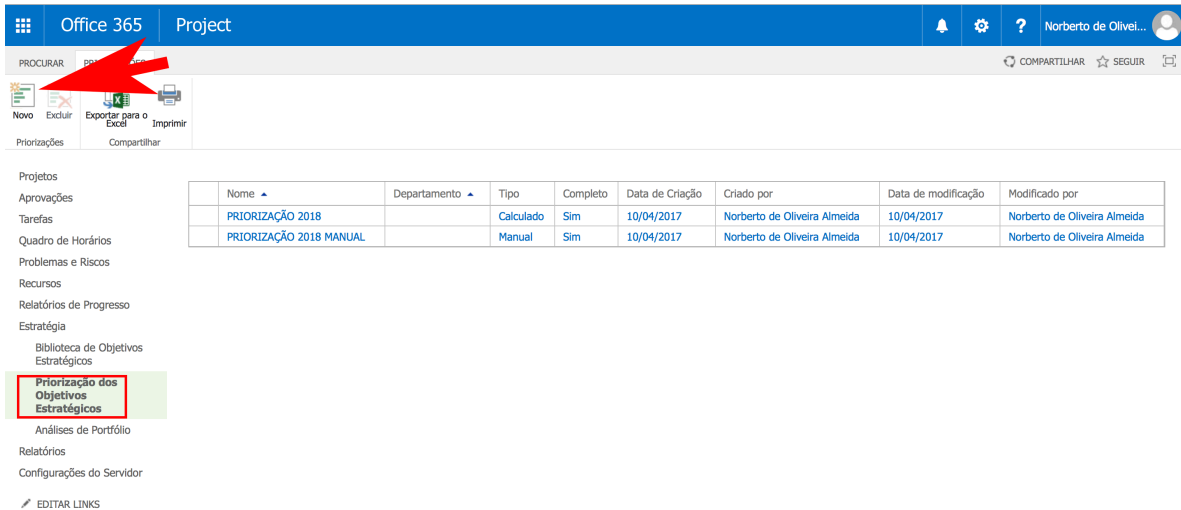 Office 365 Project ? Norberto de Olivei...
PROCURAR COMPARTILHAR SEGUIR
Novo Excluir Exportar para o Excel Imprimir
Priorizações Compartilhar
Projetos
Aprovações
Tarefas
Quadro de Horários
Problemas e Riscos
Recursos
Relatórios de Progresso
Estratégia
Biblioteca de Objetivos
Estratégicos
Priorização dos
Objetivos
Estratégicos
Análises de Portfólio
Relatórios
Configurações do Servidor
EDITAR LINKS
Nome Departamento Tipo Completo Data de Criação Criado por Data de modificação Modificado por
PRIORIZAÇÃO 2018 Calculado Sim 10/04/2017 Norberto de Oliveira Almeida 10/04/2017 Norberto de Oliveira Almeida
PRIORIZAÇÃO 2018 MANUAL Manual Sim 10/04/2017 Norberto de Oliveira Almeida 10/04/2017 Norberto de Oliveira Almeida